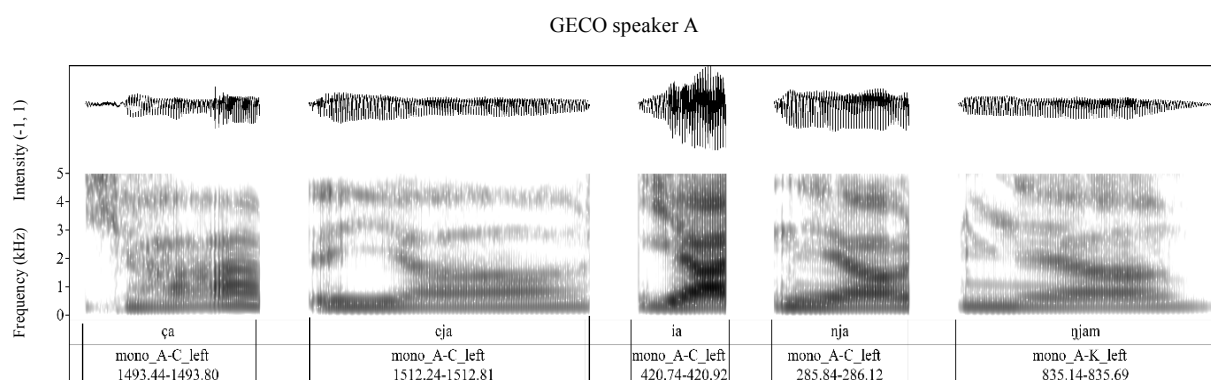 GECO speaker A
Intensity (-1, 1)
Frequency (kHz)
5
4
3
2
1
0
ça cja ia nja ŋjam
mono_A-C_left mono_A-C_left mono_A-C_left mono_A-C_left mono_A-K_left
1493.44-1493.80 1512.24-1512.81 420.74-420.92 285.84-286.12 835.14-835.69